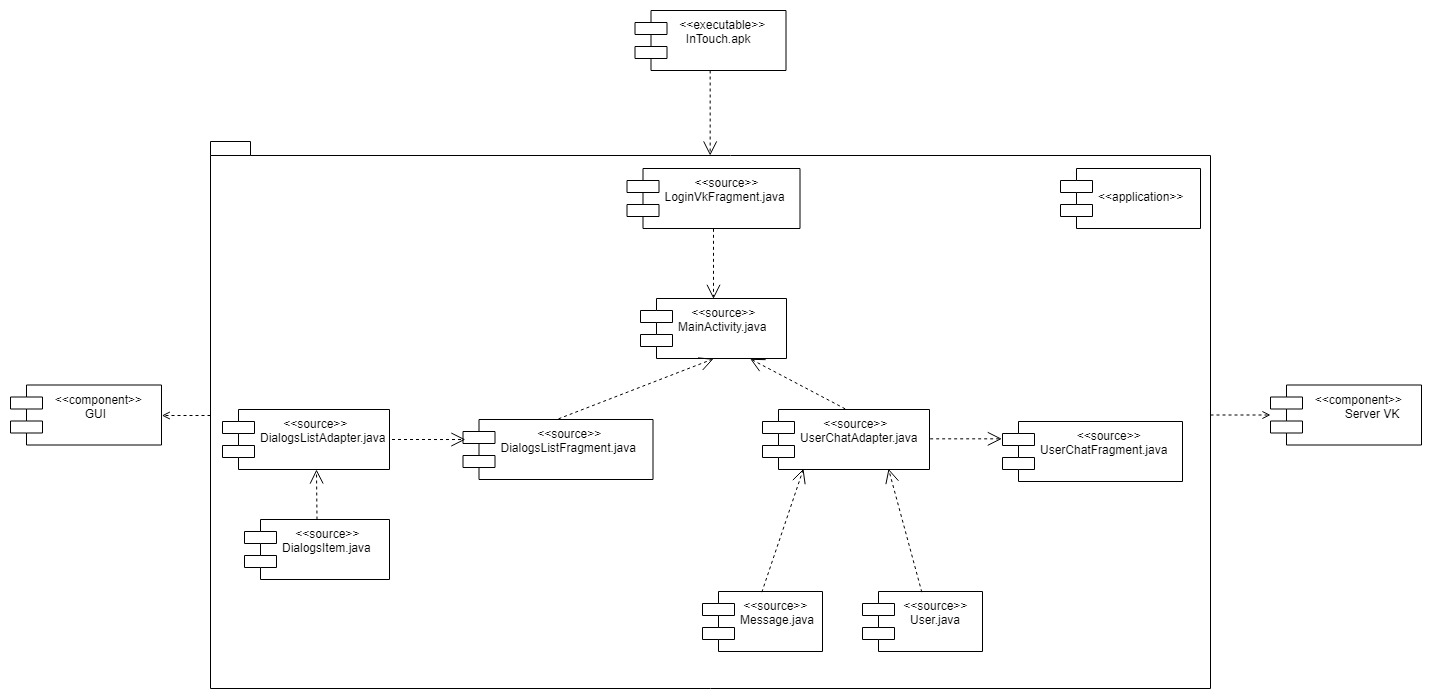 <<executable>>
InTouch.apk
<<source>>
LoginVkFragment.java
<<application>>
<<source>>
MainActivity.java
<<component>>
GUI
<<source>>
DialogsListAdapter.java
<<source>>
DialogsListFragment.java
<<source>>
UserChatAdapter.java
<<source>>
UserChatFragment.java
<<component>>
Server VK
<<source>>
DialogsItem.java
<<source>>
Message.java
<<source>>
User.java